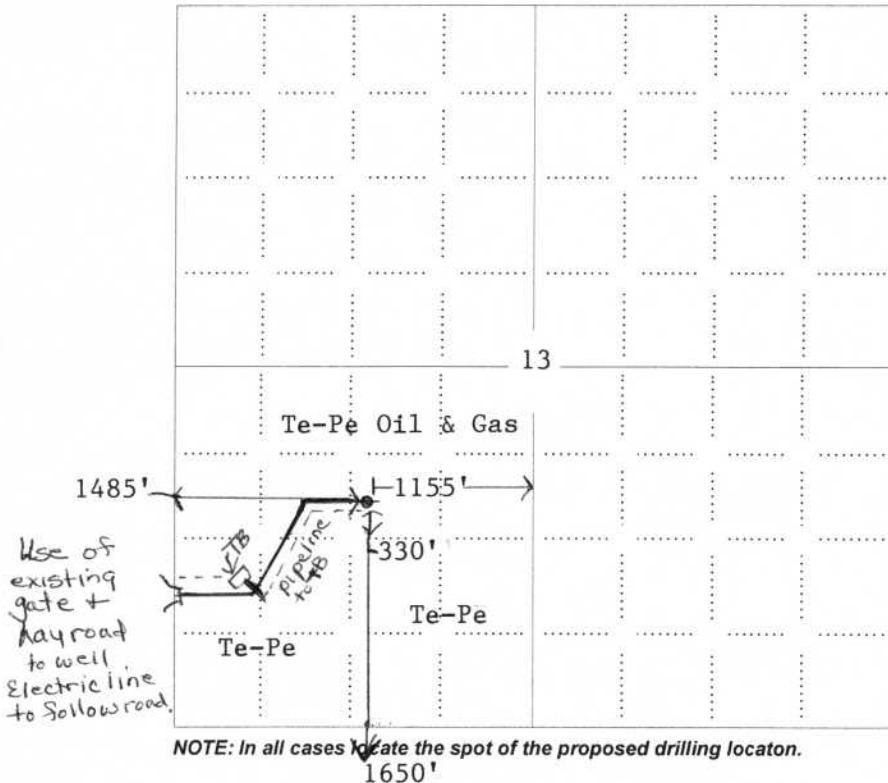 13
Te-Pe Oil & Gas
1485'
1155'
330'
TB
pipeline
to TB
Use of
existing
gate +
hayroad
to well
Electric line
to follow road.
Te-Pe
Te-Pe
NOTE: In all cases locate the spot of the proposed drilling locaton.
1650'